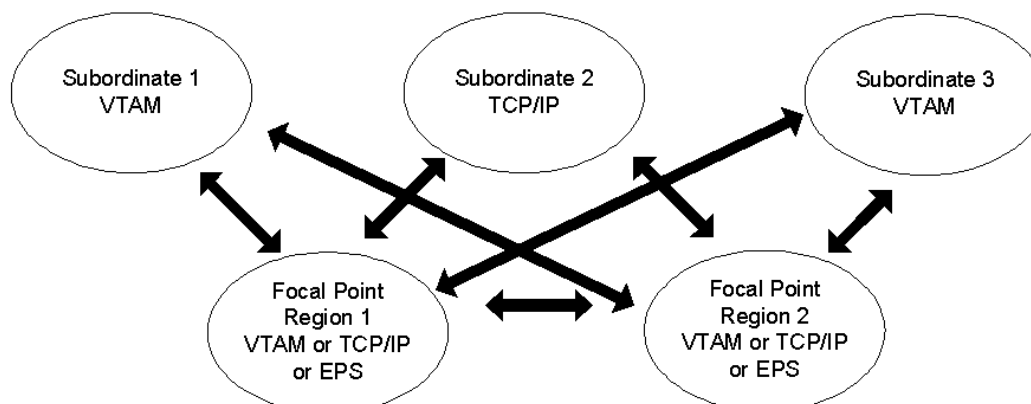 Subordinate 1
VTAM
Subordinate 2
TCP/IP
Subordinate 3
VTAM
Focal Point
Region 1
VTAM or TCP/IP
or EPS
Focal Point
Region 2
VTAM or TCP/IP
or EPS